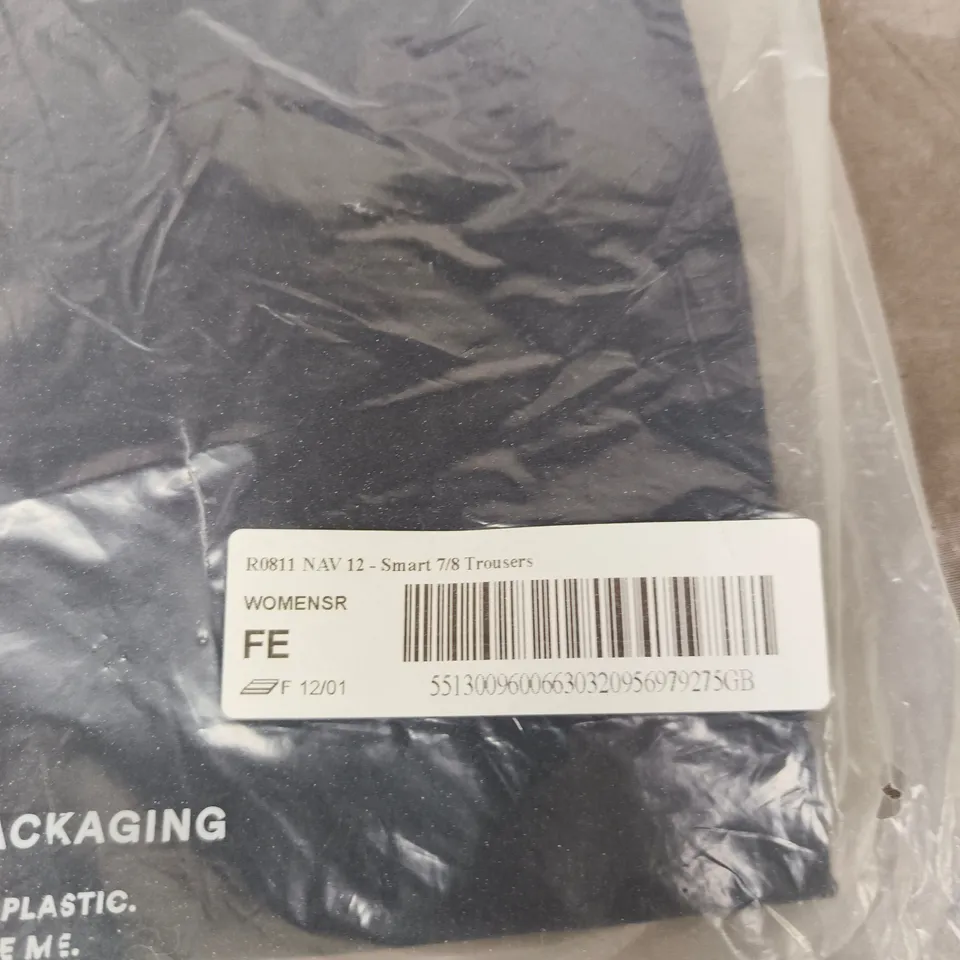 R0811 NAV 12 - Smart 7/8 Trousers
WOMENSR
FE
F 12/01
5513009600663032095697927​5GB
ACKAGING
PLASTIC.
E ME.